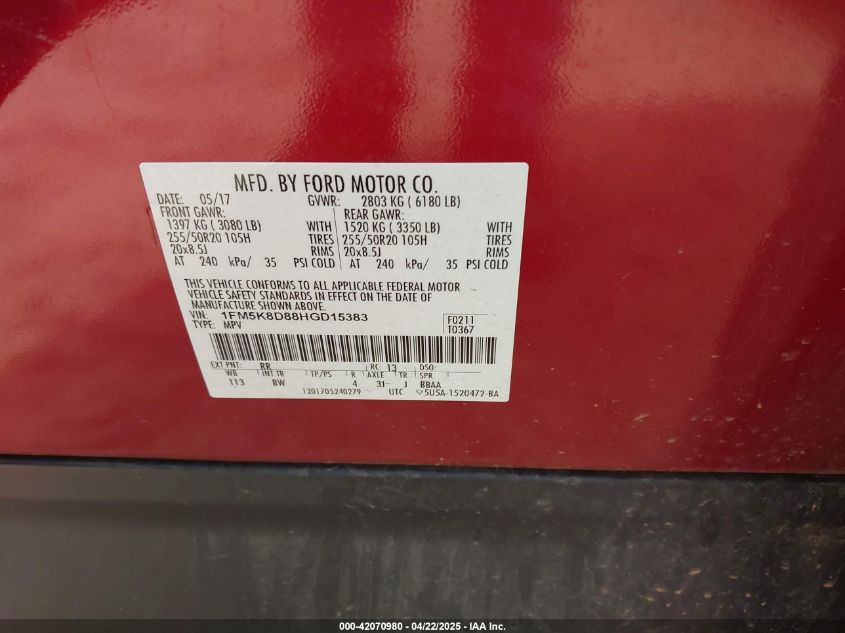 MFD. BY FORD MOTOR CO.
DATE: 05/17 GVWR: 2803 KG ( 6180 LB)
FRONT GAWR: REAR GAWR:
1397 KG ( 3080 LB) WITH 1520 KG ( 3350 LB) WITH
255/50R20 105H TIRES 255/50R20 105H TIRES
20x8.5J RIMS 20x8.5J RIMS
AT 240 kPa/ 35 PSI COLD AT 240 kPa/ 35 PSI COLD
THIS VEHICLE CONFORMS TO ALL APPLICABLE FEDERAL MOTOR
VEHICLE SAFETY STANDARDS IN EFFECT ON THE DATE OF
MANUFACTURE SHOWN ABOVE.
VIN: 1FM5K8D88HGD15383 F0211
TYPE: MPV T0367
EXT PNT: RR RC: 13 DSO:
WB INT TR TP/PS R AXLE TR SPR
113 BW 4 3J J BBAA
1201705240279 UTC 5U5A-1520472-BA
000-42070980 - 04/22/2025 - IAA Inc.